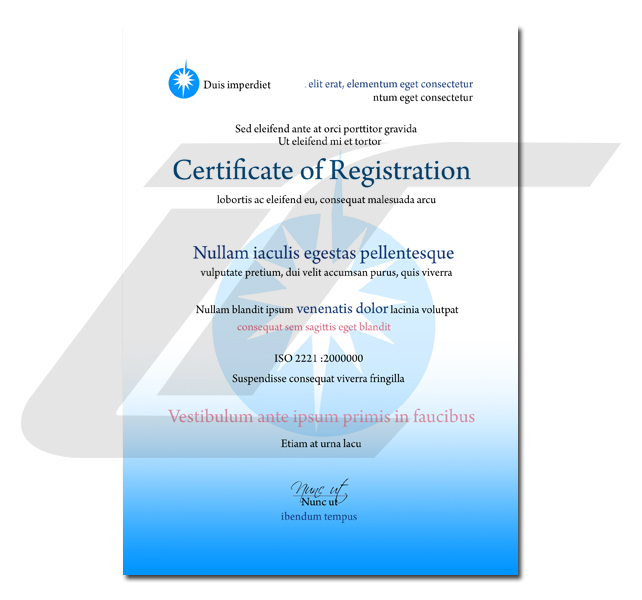 Duis imperdiet
. elit erat, elementum eget consectetur
ntum eget consectetur
Sed eleifend ante at orci porttitor gravida
Ut eleifend mi et tortor
Certificate of Registration
lobortis ac eleifend eu, consequat malesuada arcu
Nullam iaculis egestas pellentesque
vulputate pretium, dui velit accumsan purus, quis viverra
Nullam blandit ipsum venenatis dolor lacinia volutpat
consequat sem sagittis eget blandit
ISO 2221 :2000000
Suspendisse consequat viverra fringilla
Vestibulum ante ipsum primis in faucibus
Etiam at urna lacu
Nunc ut
Nunc ut
ibendum tempus